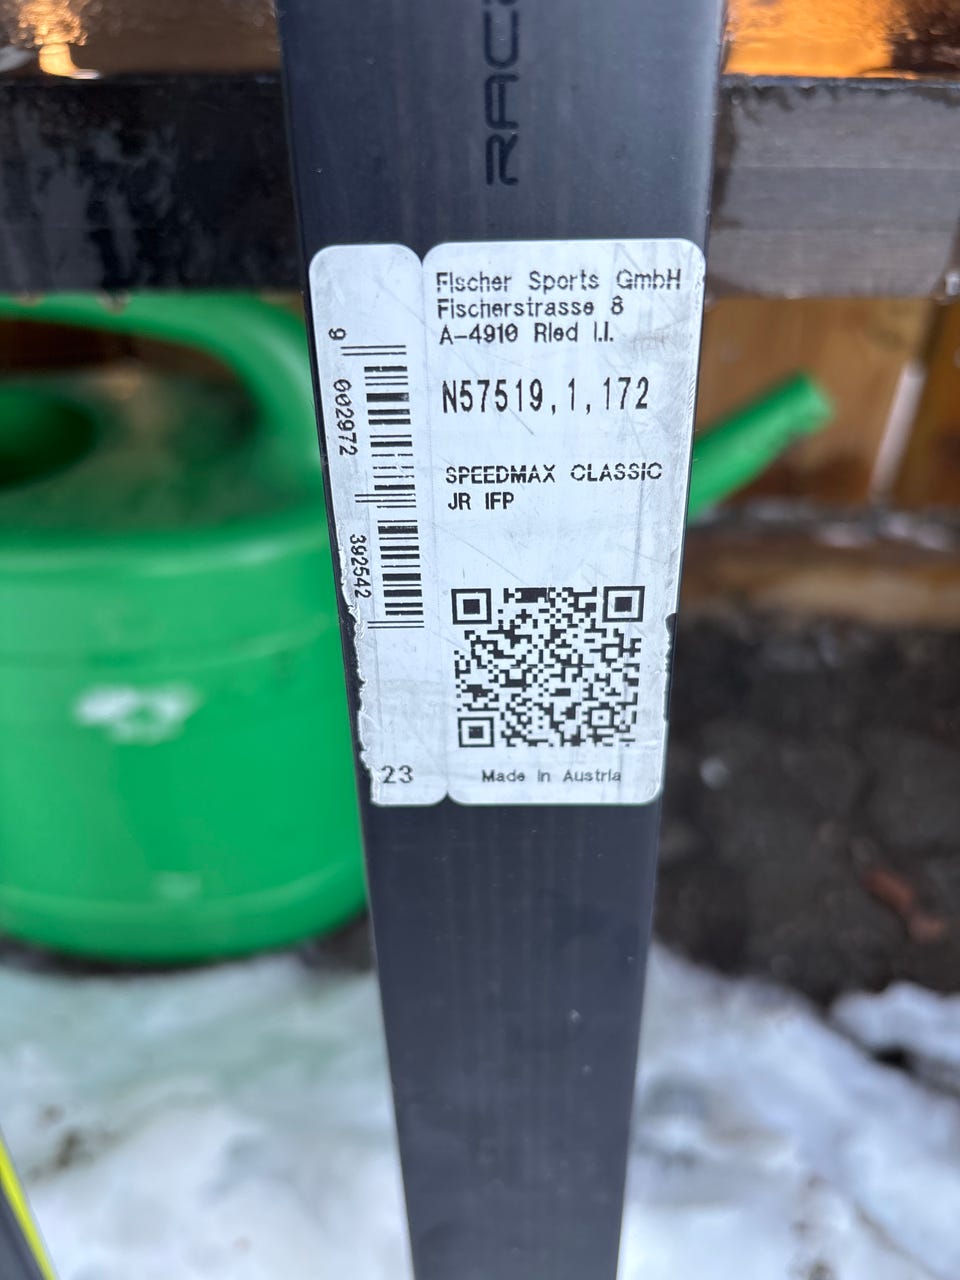 RAC
Fischer Sports GmbH
Fischerstrasse 8
A-4910 Ried I.I.
N57519,1,172
SPEEDMAX CLASSIC
JR IFP
9 002972 392542
23
Made in Austria